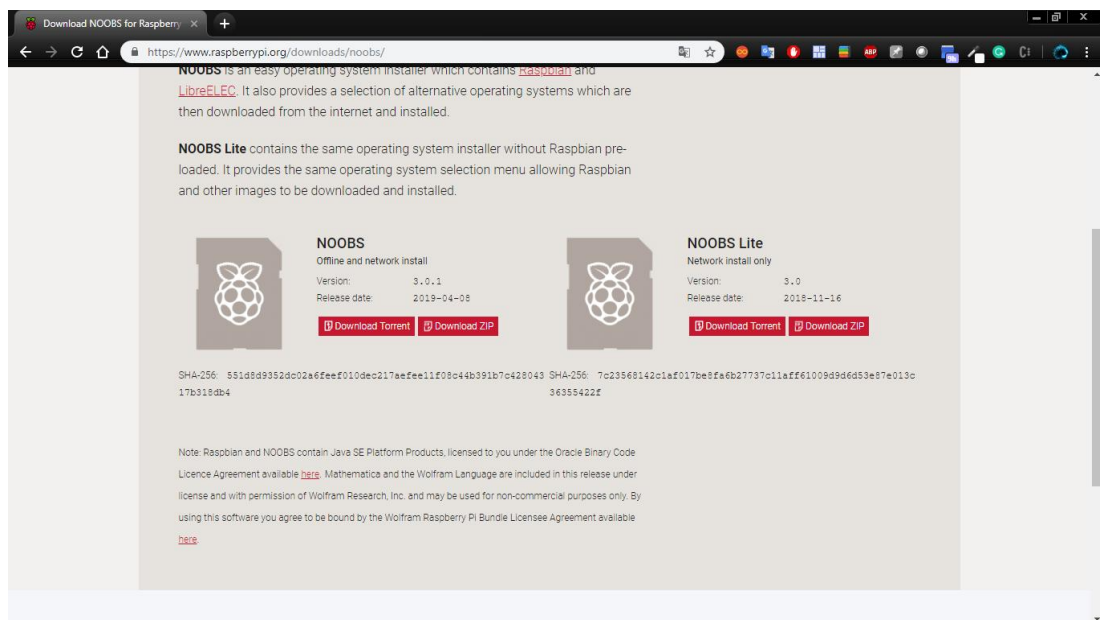 Download NOOBS for Raspberry
https://www.raspberrypi.org/downloads/noobs/
NOOBS is an easy operating system installer which contains Raspbian and
LibreELEC. It also provides a selection of alternative operating systems which are
then downloaded from the internet and installed.
NOOBS Lite contains the same operating system installer without Raspbian pre-
loaded. It provides the same operating system selection menu allowing Raspbian
and other images to be downloaded and installed.
NOOBS
Offline and network install
Version: 3.0.1
Release date: 2019-04-08
Download Torrent Download ZIP
SHA-256: 551d8d9352dc02a6feef010dec217aefee11f08c44b391b7c428043
17b318db4
NOOBS Lite
Network install only
Version: 3.0
Release date: 2018-11-16
Download Torrent Download ZIP
SHA-256: 7c23568142c1af017be8fa6b27737c11aff61009d9d6d53e87e013c
36355422f
Note: Raspbian and NOOBS contain Java SE Platform Products, licensed to you under the Oracle Binary Code
Licence Agreement available here. Mathematica and the Wolfram Language are included in this release under
license and with permission of Wolfram Research, Inc. and may be used for non-commercial purposes only. By
using this software you agree to be bound by the Wolfram Raspberry Pi Bundle Licensee Agreement available
here.